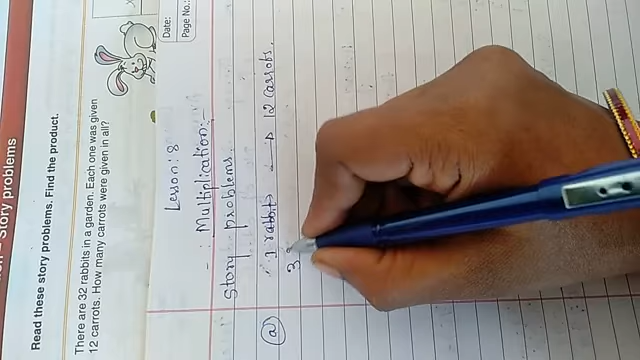 Story problems
Read these story problems. Find the product.
There are 32 rabbits in a garden. Each one was given
12 carrots. How many carrots were given in all?
Date:
Page No.:
Lesson: 8
-: Multiplication:-
Story problems
(a) 1 rabbit → 12 carrots.
3